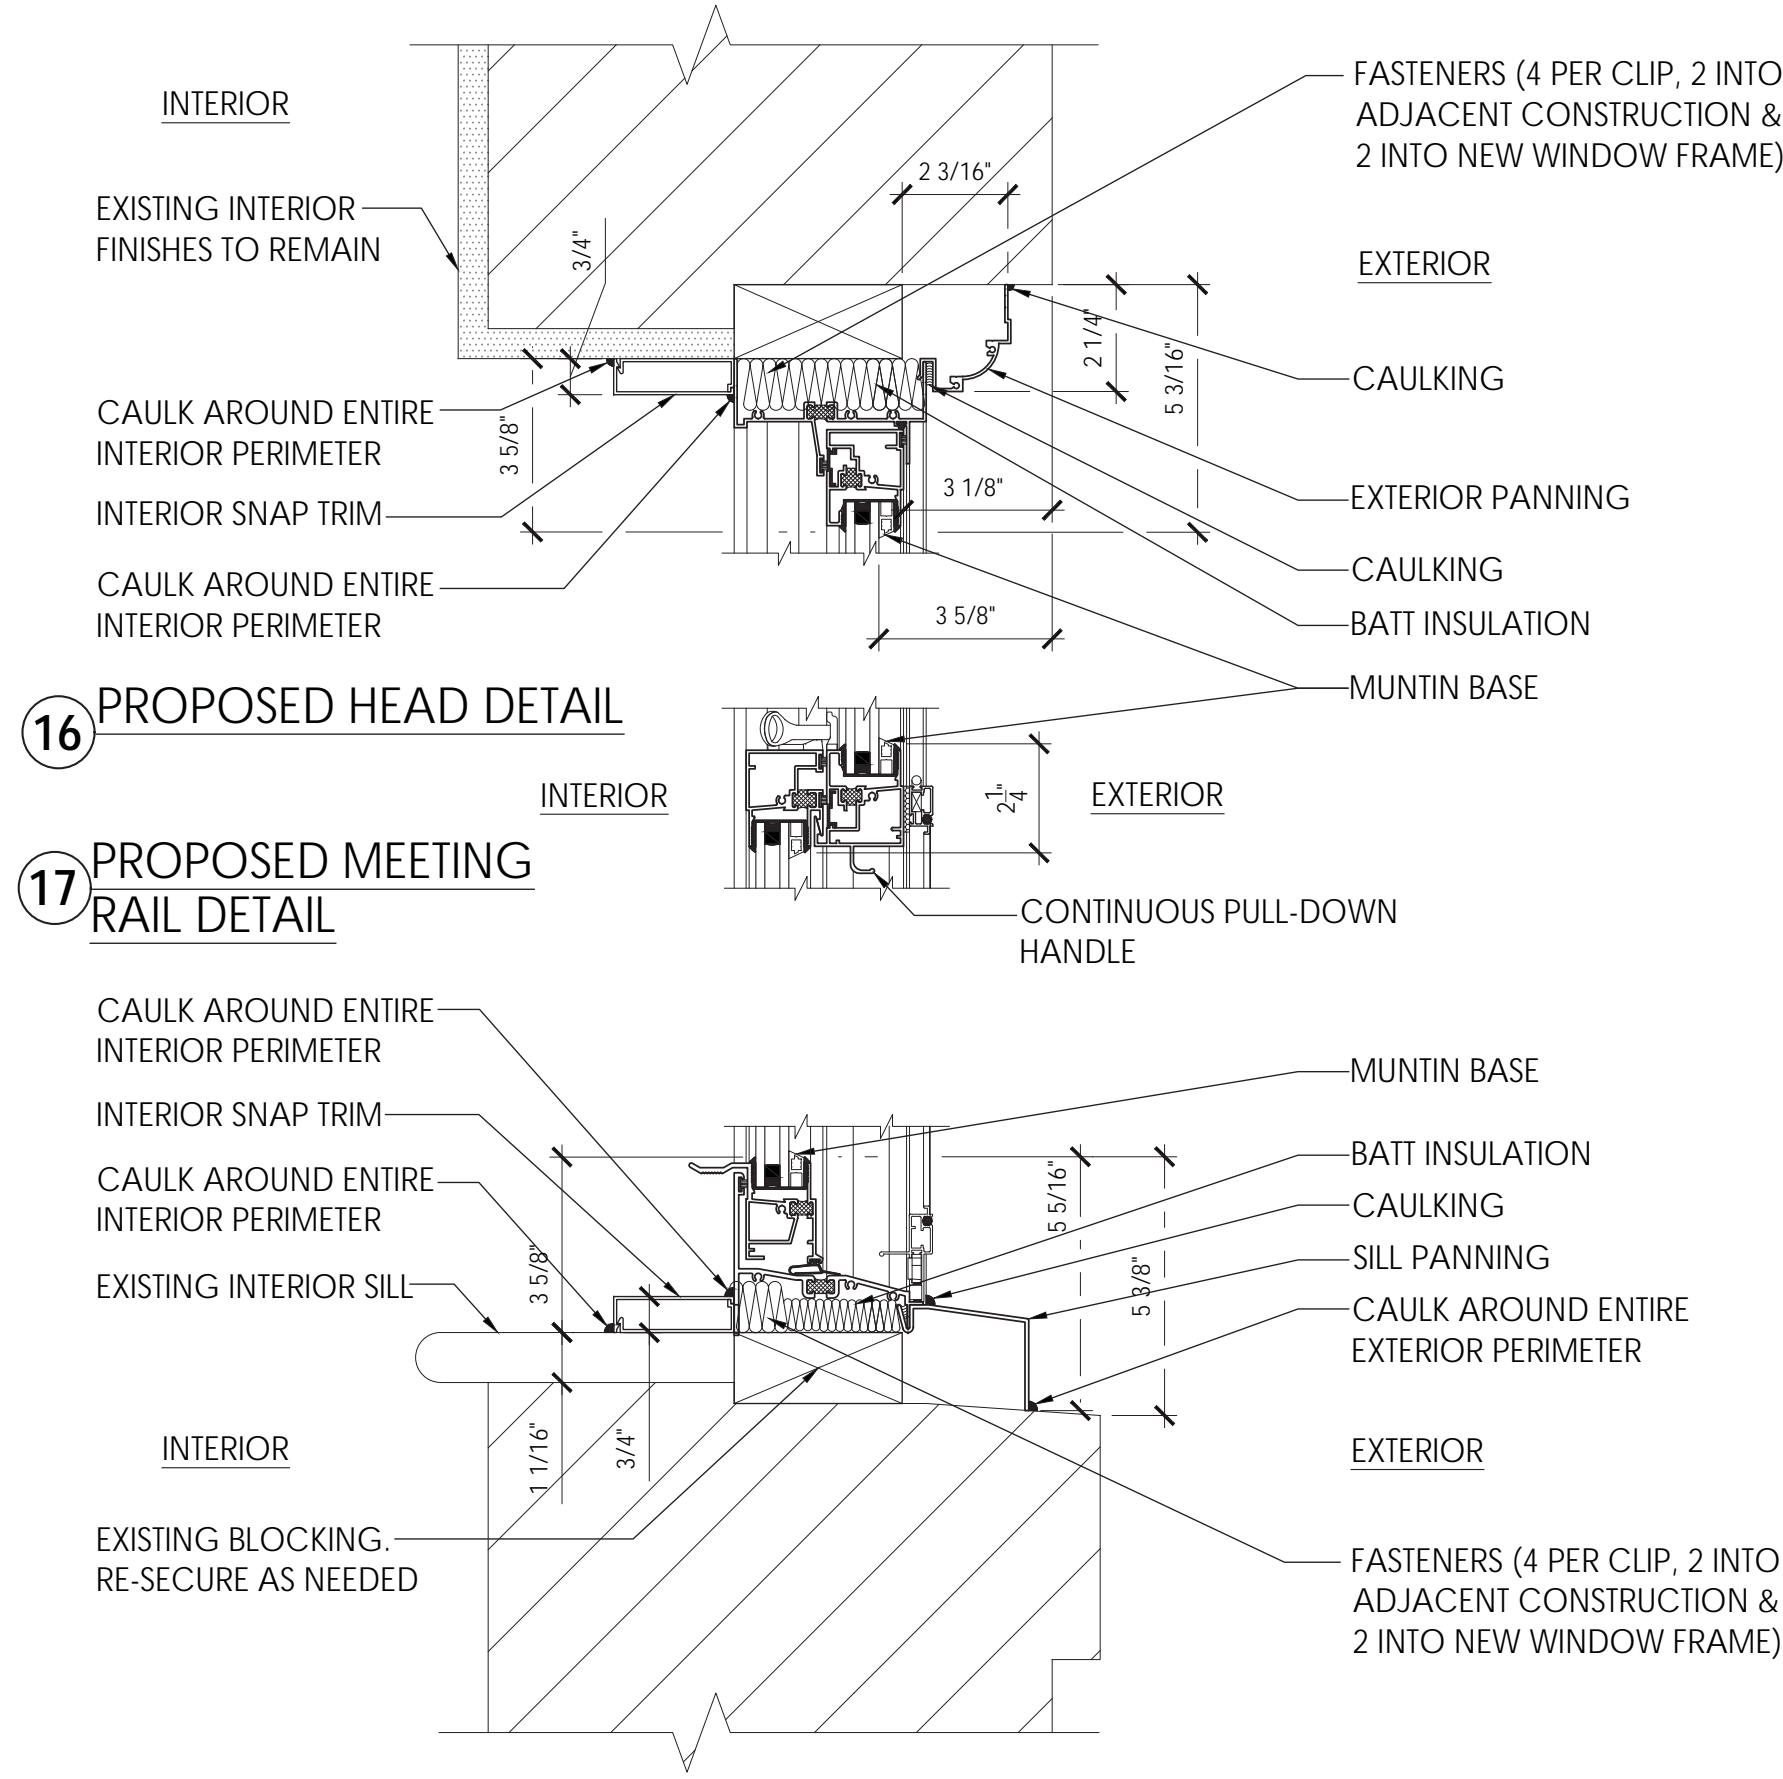 INTERIOR
FASTENERS (4 PER CLIP, 2 INTO
ADJACENT CONSTRUCTION &
2 INTO NEW WINDOW FRAME)
2 3/16"
EXISTING INTERIOR
FINISHES TO REMAIN
3/4"
EXTERIOR
2 1/4"
5 3/16"
CAULKING
CAULK AROUND ENTIRE
INTERIOR PERIMETER
3 5/8"
3 1/8"
EXTERIOR PANNING
INTERIOR SNAP TRIM
CAULKING
CAULK AROUND ENTIRE
INTERIOR PERIMETER
3 5/8"
BATT INSULATION
MUNTIN BASE
16
PROPOSED HEAD DETAIL
INTERIOR
2 1/4"
EXTERIOR
17
PROPOSED MEETING
RAIL DETAIL
CONTINUOUS PULL-DOWN
HANDLE
CAULK AROUND ENTIRE
INTERIOR PERIMETER
MUNTIN BASE
INTERIOR SNAP TRIM
BATT INSULATION
CAULK AROUND ENTIRE
INTERIOR PERIMETER
5 5/16"
CAULKING
3 5/8"
5 3/8"
SILL PANNING
EXISTING INTERIOR SILL
CAULK AROUND ENTIRE
EXTERIOR PERIMETER
INTERIOR
1 1/16"
3/4"
EXTERIOR
EXISTING BLOCKING.
RE-SECURE AS NEEDED
FASTENERS (4 PER CLIP, 2 INTO
ADJACENT CONSTRUCTION &
2 INTO NEW WINDOW FRAME)